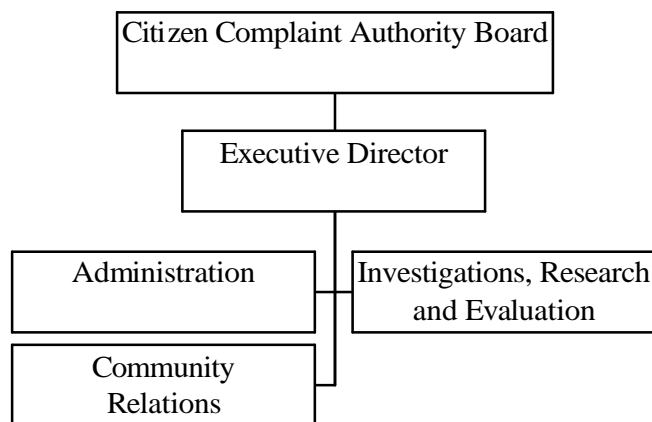 Citizen Complaint Authority Board
Executive Director
Administration
Investigations, Research
and Evaluation
Community
Relations